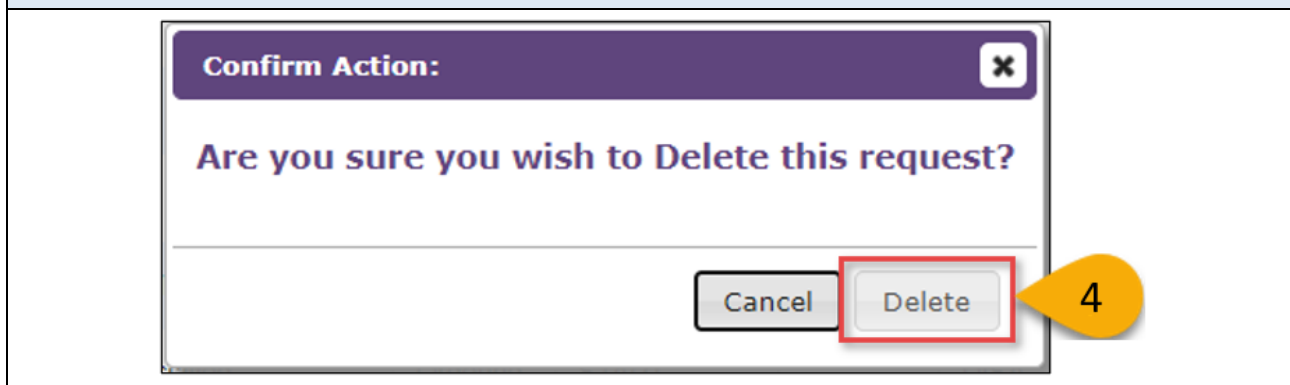 Confirm Action:
Are you sure you wish to Delete this request?
Cancel Delete 4